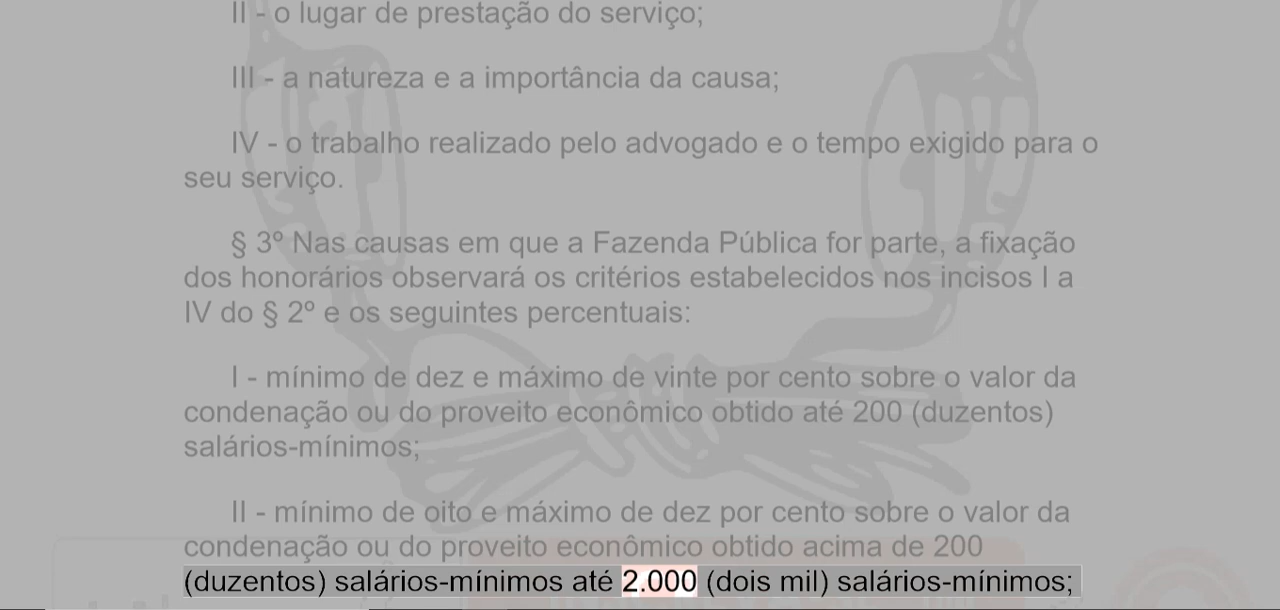 II - o lugar de prestação do serviço;
III - a natureza e a importância da causa;
IV - o trabalho realizado pelo advogado e o tempo exigido para o
seu serviço.
§ 3º Nas causas em que a Fazenda Pública for parte, a fixação
dos honorários observará os critérios estabelecidos nos incisos I a
IV do § 2º e os seguintes percentuais:
I - mínimo de dez e máximo de vinte por cento sobre o valor da
condenação ou do proveito econômico obtido até 200 (duzentos)
salários-mínimos;
II - mínimo de oito e máximo de dez por cento sobre o valor da
condenação ou do proveito econômico obtido acima de 200
(duzentos) salários-mínimos até 2.000 (dois mil) salários-mínimos;